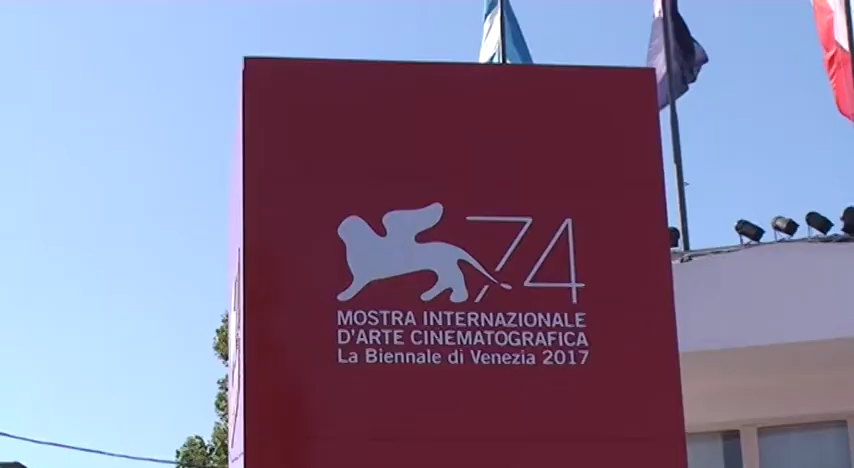 74
MOSTRA INTERNAZIONALE
D'ARTE CINEMATOGRAFICA
La Biennale di Venezia 2017